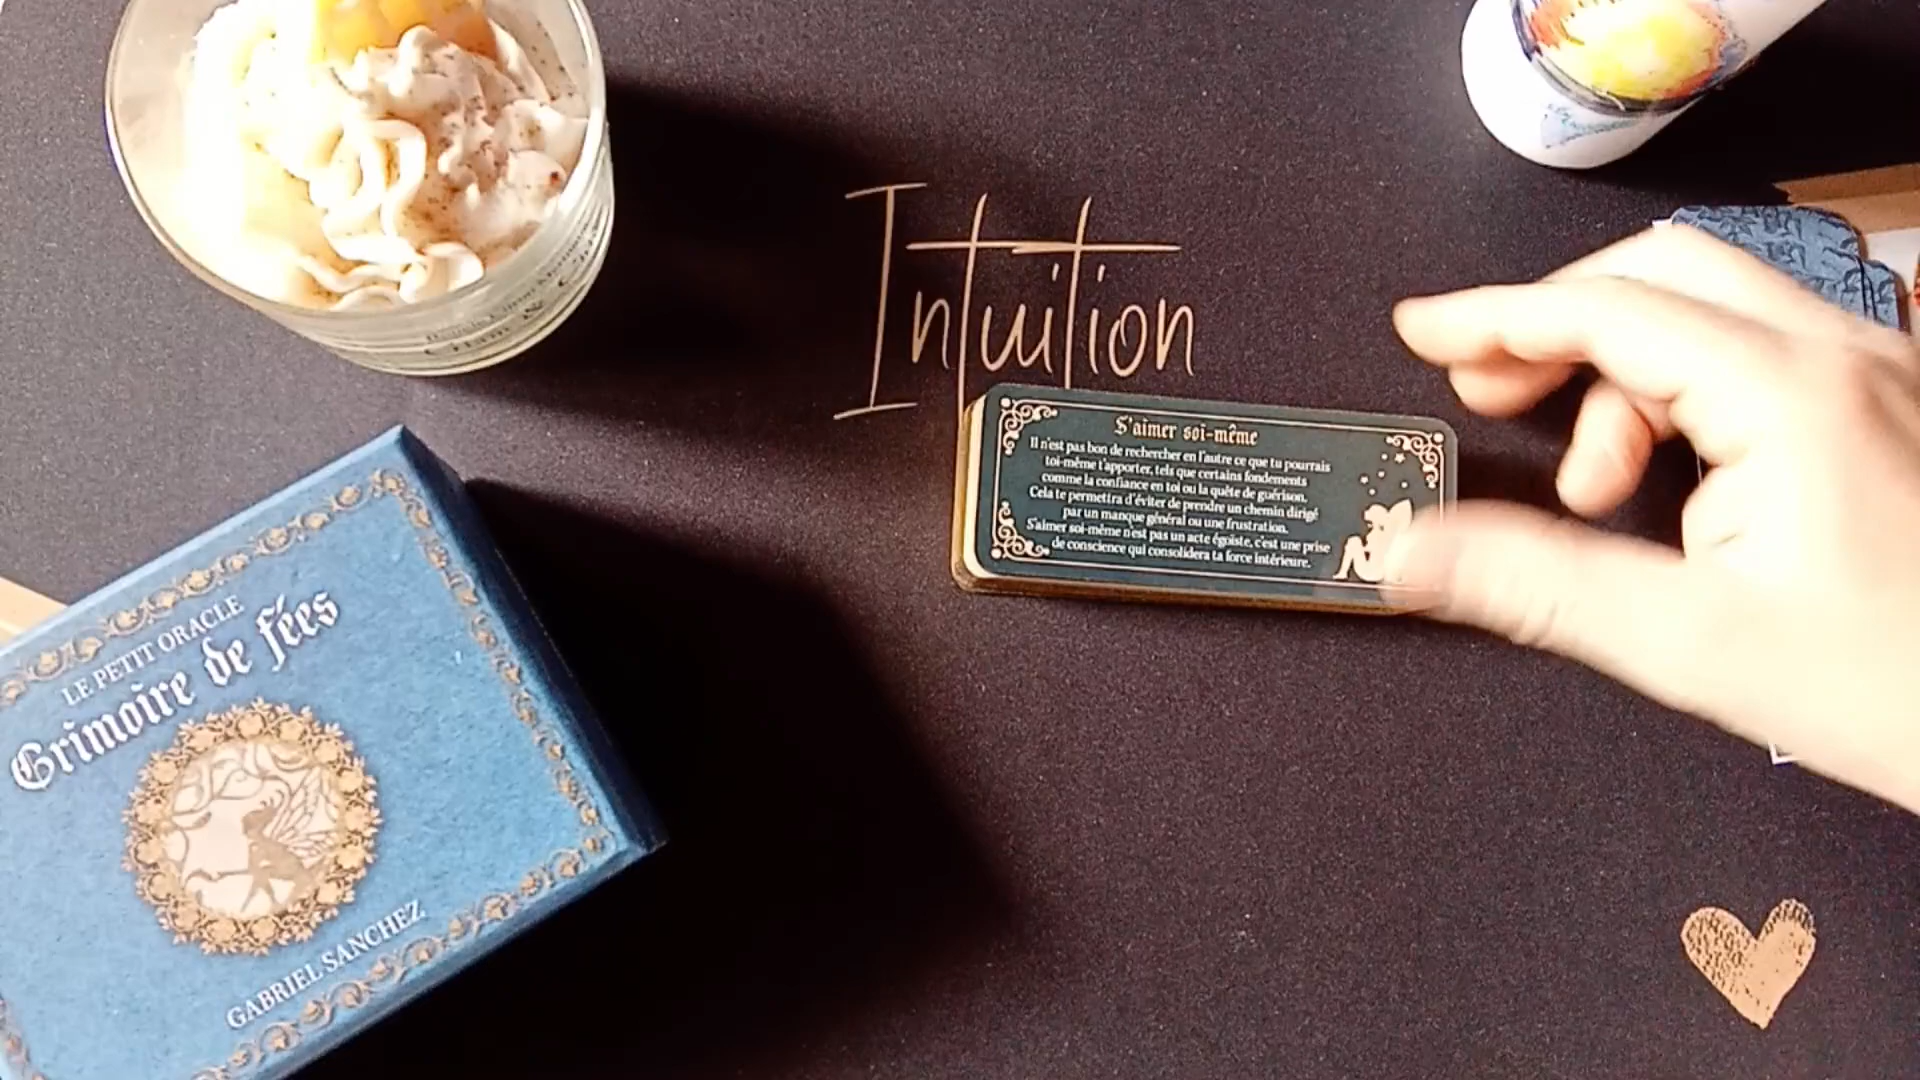 Intuition
S'aimer soi-même
Il n'est pas bon de rechercher en l'autre ce que tu pourrais
toi-même t'apporter, tels que certains fondements
comme la confiance en toi ou la quête de guérison.
Cela te permettra d'éviter de prendre un chemin dirigé
par un manque général ou une frustration.
S'aimer soi-même n'est pas un acte égoïste, c'est une prise
de conscience qui consolidera ta force intérieure.
LE PETIT ORACLE
Grimoire de fées
GABRIEL SANCHEZ